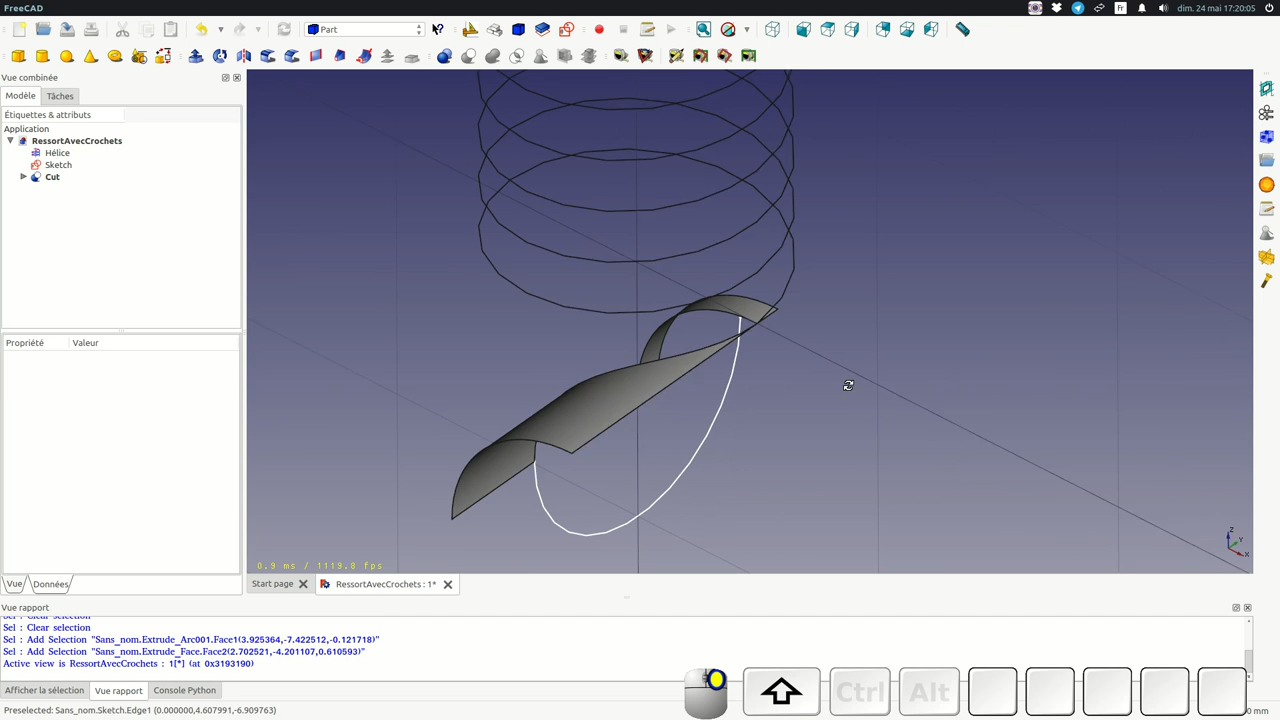 FreeCAD
Fr
dim. 24 mai 17:20:05
Part
Vue combinée
Modèle
Tâches
Étiquettes & attributs
Application
RessortAvecCrochets
Hélice
Sketch
Cut
Propriété
Valeur
Z
Y
X
0.9 ms / 1119.8 fps
Vue
Données
Start page
RessortAvecCrochets : 1*
Vue rapport
Sel : Clear selection
Sel : Clear selection
Sel : Add Selection "Sans_nom.Extrude_Arc001.Face1(3.925364,-7.422512,-0.121718)"
Sel : Add Selection "Sans_nom.Extrude_Face.Face2(2.702521,-4.201107,0.610593)"
Active view is RessortAvecCrochets : 1[*] (at 0x3193190)
Afficher la sélection
Vue rapport
Console Python
Ctrl
Alt
Preselected: Sans_nom.Sketch.Edge1 (0.000000,4.607991,-6.909763)
mm